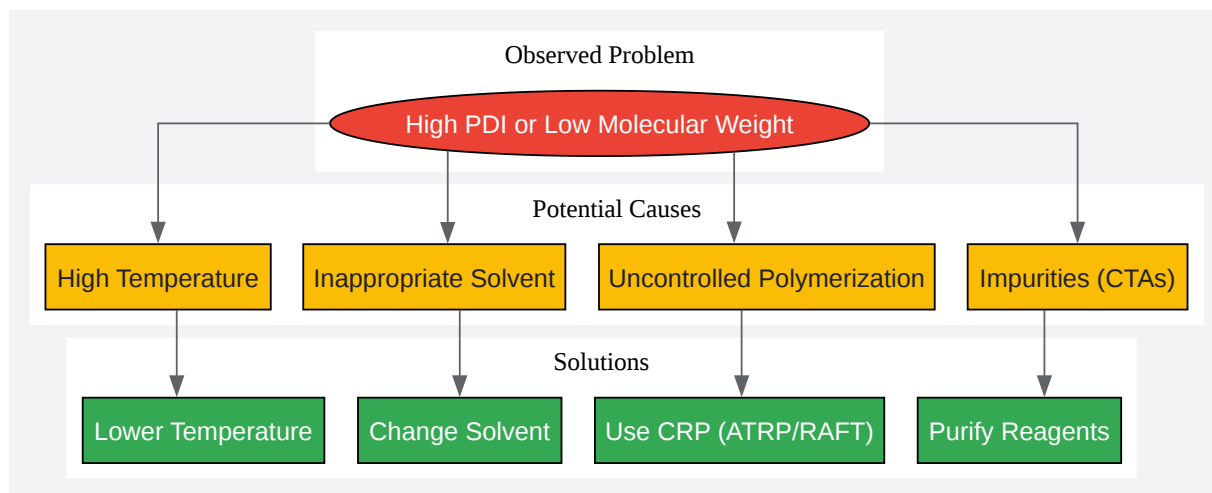 Observed Problem
High PDI or Low Molecular Weight
Potential Causes
High Temperature
Inappropriate Solvent
Uncontrolled Polymerization
Impurities (CTAs)
Solutions
Lower Temperature
Change Solvent
Use CRP (ATRP/RAFT)
Purify Reagents